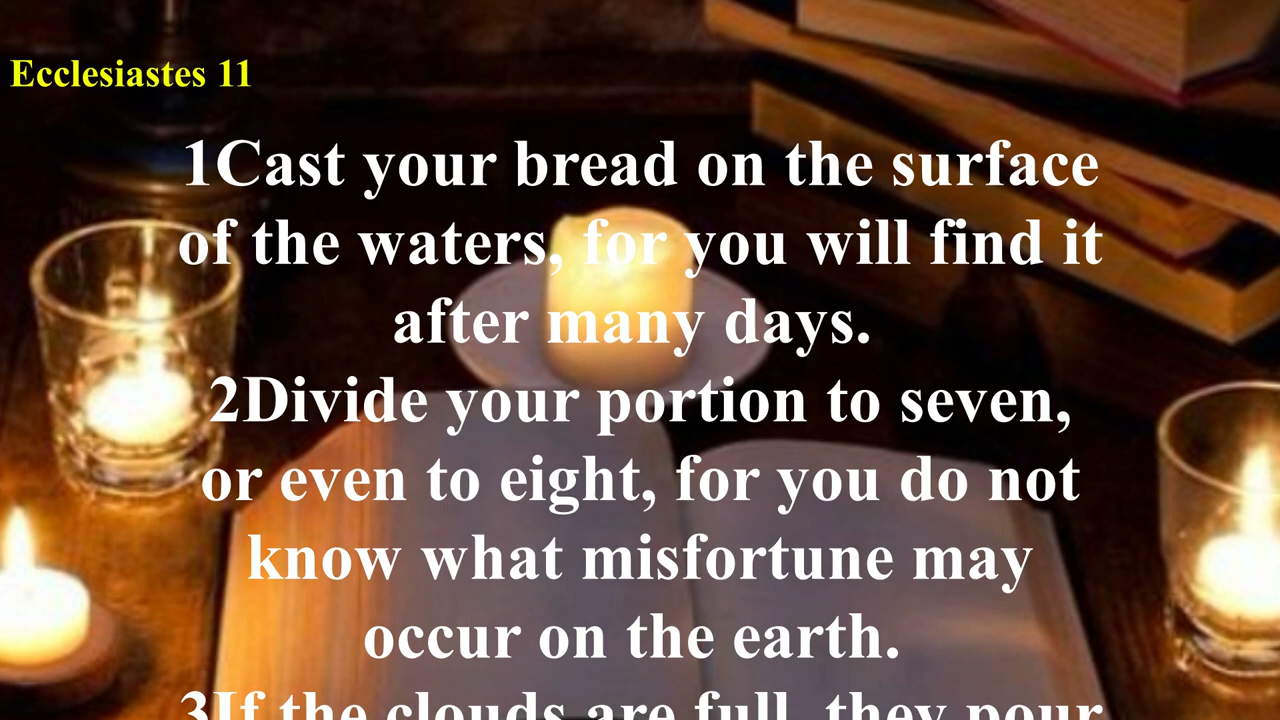 Ecclesiastes 11
1Cast your bread on the surface
of the waters, for you will find it
after many days.
2Divide your portion to seven,
or even to eight, for you do not
know what misfortune may
occur on the earth.
3If the clouds are full, they pour